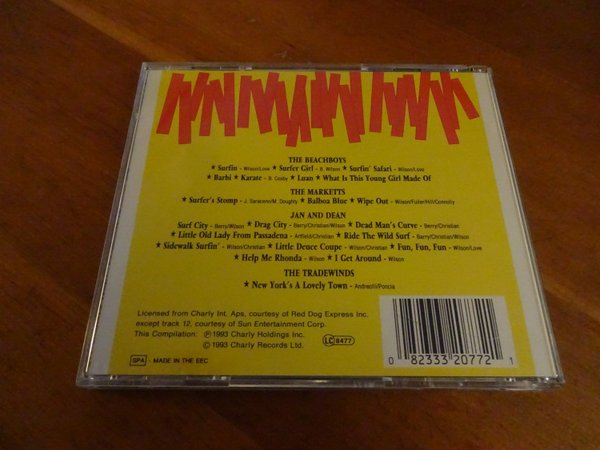 THE BEACHBOYS
★ Surfin - Wilson/Love ★ Surfer Girl - B. Wilson ★ Surfin' Safari - Wilson/Love
★ Barbi ★ Karate - B. Cosby ★ Luan ★ What Is This Young Girl Made Of
THE MARKETTS
★ Surfer's Stomp - J. Saraceno/M. Doughty ★ Balboa Blue ★ Wipe Out - Wilson/Fuller/Hill/Connolly
JAN AND DEAN
Surf City - Berry/Wilson ★ Drag City - Berry/Christian/Wilson ★ Dead Man's Curve - Berry/Christian
★ Little Old Lady From Passadena - Artfield/Christian ★ Ride The Wild Surf - Barry/Christian/Wilson
★ Sidewalk Surfin' - Wilson/Christian ★ Little Deuce Coupe - Wilson/Christian ★ Fun, Fun, Fun - Wilson/Love
★ Help Me Rhonda - Wilson ★ I Get Around - Wilson
THE TRADEWINDS
★ New York's A Lovely Town - Andreolli/Poncia
Licensed from Charly Int. Aps, courtesy of Red Dog Express Inc.
except track 12, courtesy of Sun Entertainment Corp.
This Compilation: ℗ 1993 Charly Holdings Inc.
© 1993 Charly Records Ltd.
LC 8477
SPA - MADE IN THE EEC
0 82333 20772 1